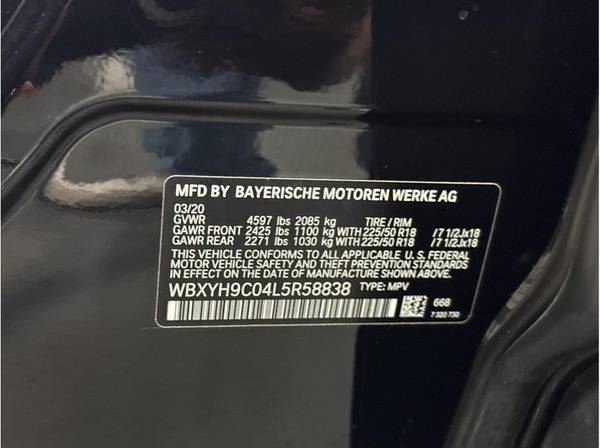 MFD BY BAYERISCHE MOTOREN WERKE AG
03/20
GVWR 4597 lbs 2085 kg TIRE / RIM
GAWR FRONT 2425 lbs 1100 kg WITH 225/50 R18 /7 1/2Jx18
GAWR REAR 2271 lbs 1030 kg WITH 225/50 R18 /7 1/2Jx18
THIS VEHICLE CONFORMS TO ALL APPLICABLE U. S. FEDERAL
MOTOR VEHICLE SAFETY AND THEFT PREVENTION STANDARDS IN
EFFECT ON THE DATE OF MANUFACTURE SHOWN ABOVE.
WBXYH9C04L5R58838 TYPE: MPV
668
7 320 730